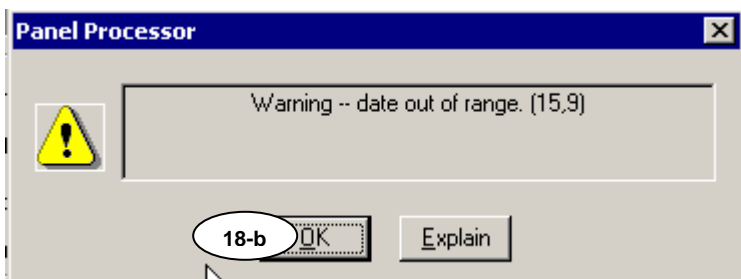 Panel Processor
Warning -- date out of range. (15,9)
18-b OK Explain